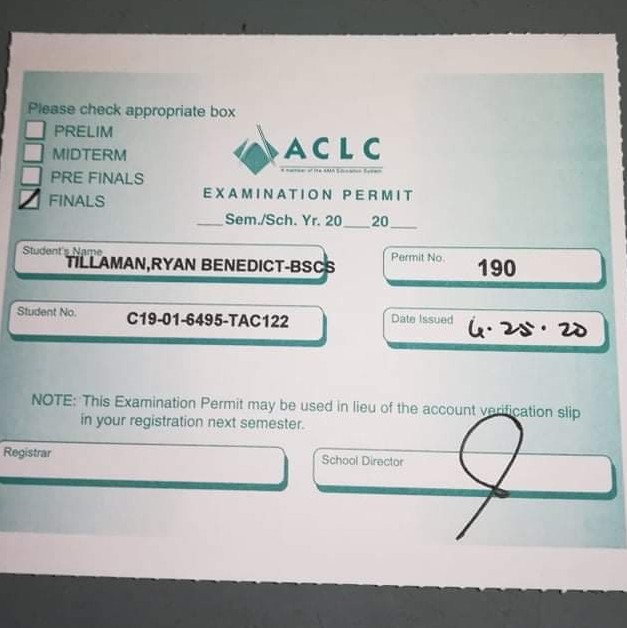 Please check appropriate box
PRELIM
MIDTERM
PRE FINALS
FINALS
ACLC
A member of the AMA Education System
EXAMINATION PERMIT
___Sem./Sch. Yr. 20___20___
Student's Name
TILLAMAN,RYAN BENEDICT-BSCS
Permit No.
190
Student No.
C19-01-6495-TAC122
Date Issued
6.25.20
NOTE: This Examination Permit may be used in lieu of the account verification slip
in your registration next semester.
Registrar
School Director